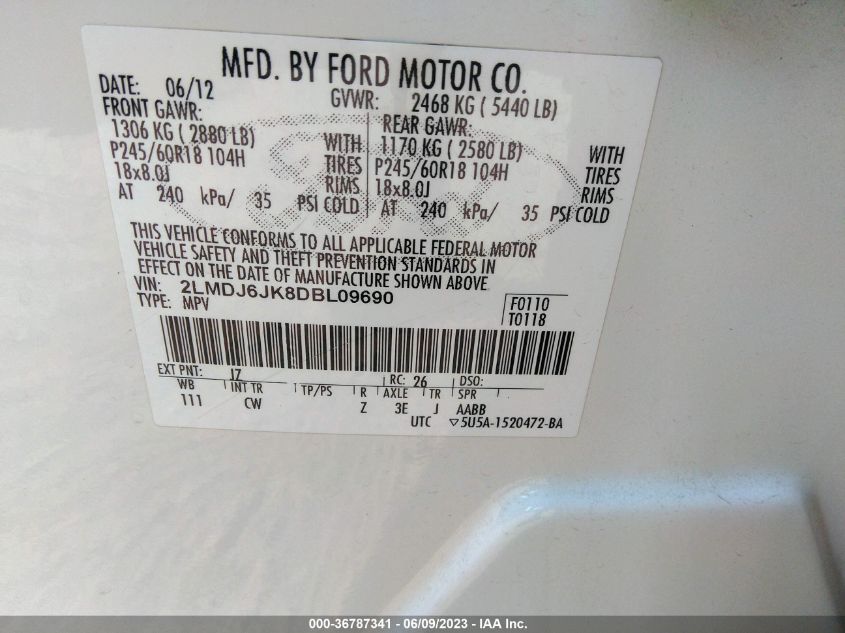 MFD. BY FORD MOTOR CO.
DATE: 06/12 GVWR: 2468 KG ( 5440 LB)
FRONT GAWR: REAR GAWR:
1306 KG ( 2880 LB) WITH 1170 KG ( 2580 LB) WITH
P245/60R18 104H TIRES P245/60R18 104H TIRES
18x8.0J RIMS 18x8.0J RIMS
AT 240 kPa/ 35 PSI COLD AT 240 kPa/ 35 PSI COLD
THIS VEHICLE CONFORMS TO ALL APPLICABLE FEDERAL MOTOR
VEHICLE SAFETY AND THEFT PREVENTION STANDARDS IN
EFFECT ON THE DATE OF MANUFACTURE SHOWN ABOVE.
VIN: 2LMDJ6JK8DBL09690
TYPE: MPV
F0110
T0118
EXT PNT: JZ RC: 26 DSO:
WB INT TR TP/PS R AXLE TR SPR
111 CW Z 3E J AABB
UTC ▽5U5A-1520472-BA
000-36787341 - 06/09/2023 - IAA Inc.